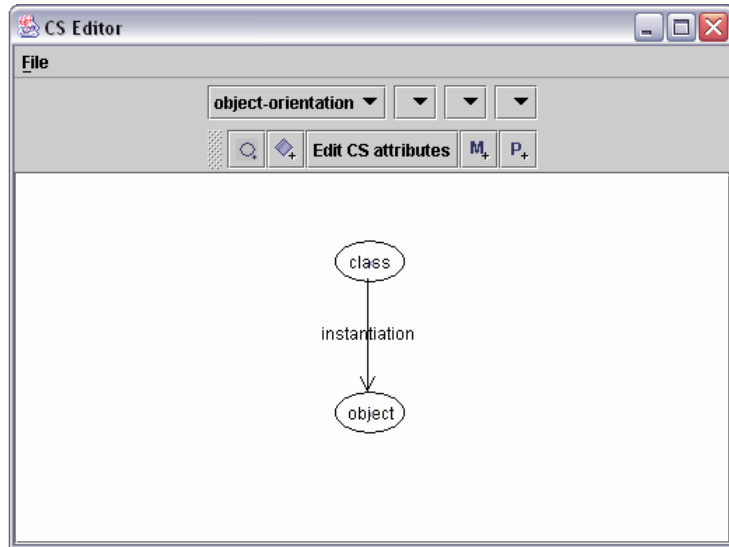 CS Editor
File
object-orientation
Edit CS attributes M+ P+
class
instantiation
object